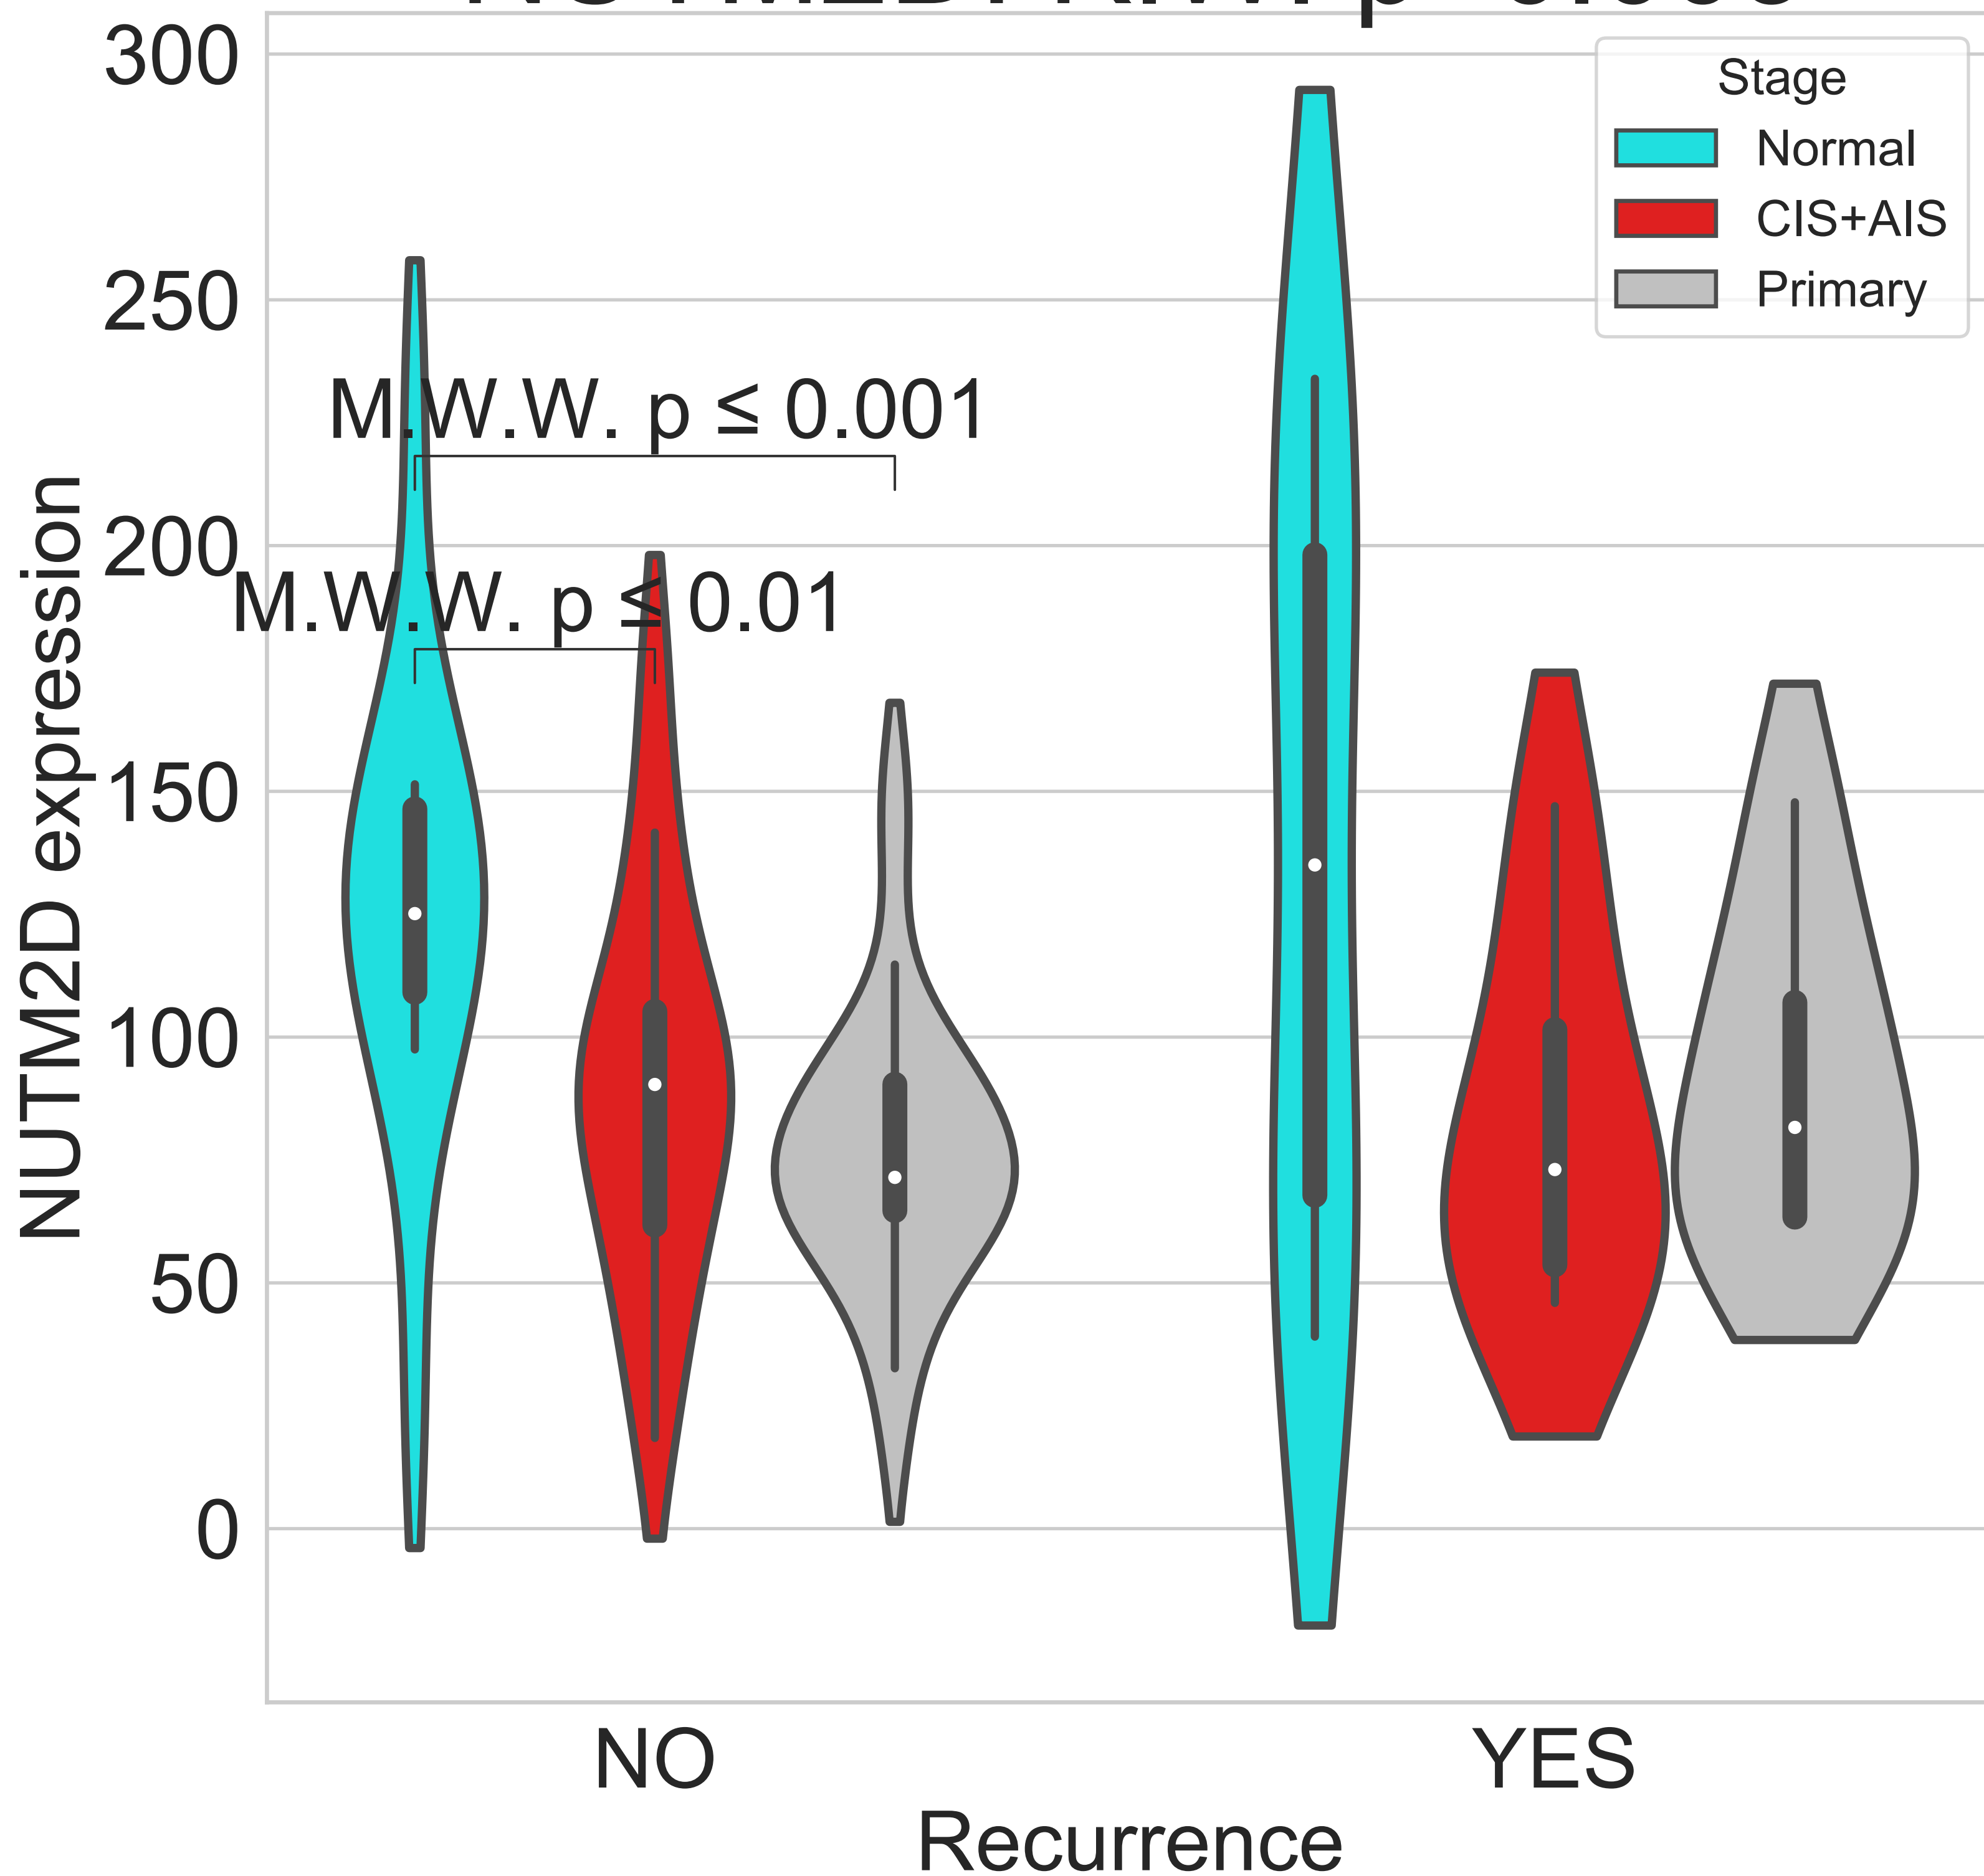 300
250
200
150
100
50
0
NUTM2D expression
Stage
Normal
CIS+AIS
Primary
M.W.W. p ≤ 0.001
M.W.W. p ≤ 0.01
NO
YES
Recurrence